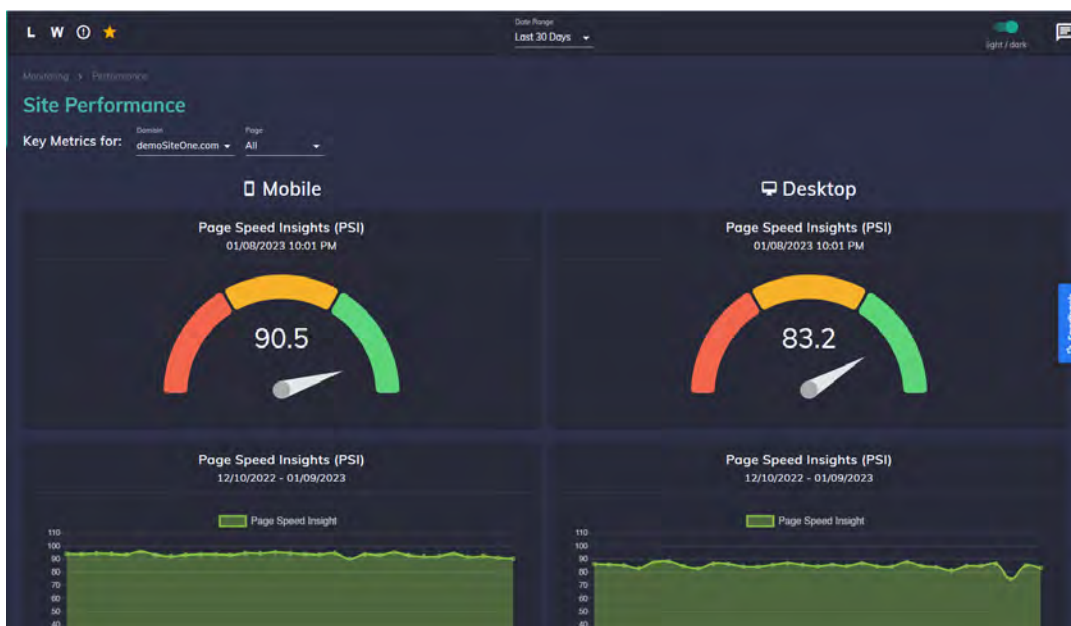 L W
Date Range
Last 30 Days
light / dark
Monitoring > Performance
Site Performance
Key Metrics for:
Domain
demoSiteOne.com
Page
All
Mobile
Page Speed Insights (PSI)
01/08/2023 10:01 PM
90.5
Page Speed Insights (PSI)
12/10/2022 - 01/09/2023
Page Speed Insight
110
100
90
80
70
60
50
40
Desktop
Page Speed Insights (PSI)
01/08/2023 10:01 PM
83.2
Page Speed Insights (PSI)
12/10/2022 - 01/09/2023
Page Speed Insight
110
100
90
80
70
60
50
40